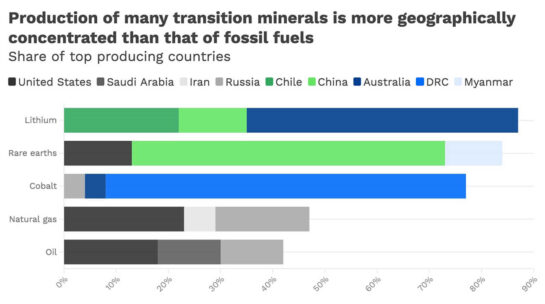 Production of many transition minerals is more geographically
concentrated than that of fossil fuels
Share of top producing countries
United States Saudi Arabia Iran Russia Chile China Australia DRC Myanmar
Lithium
Rare earths
Cobalt
Natural gas
Oil
0% 10% 20% 30% 40% 50% 60% 70% 80% 90%